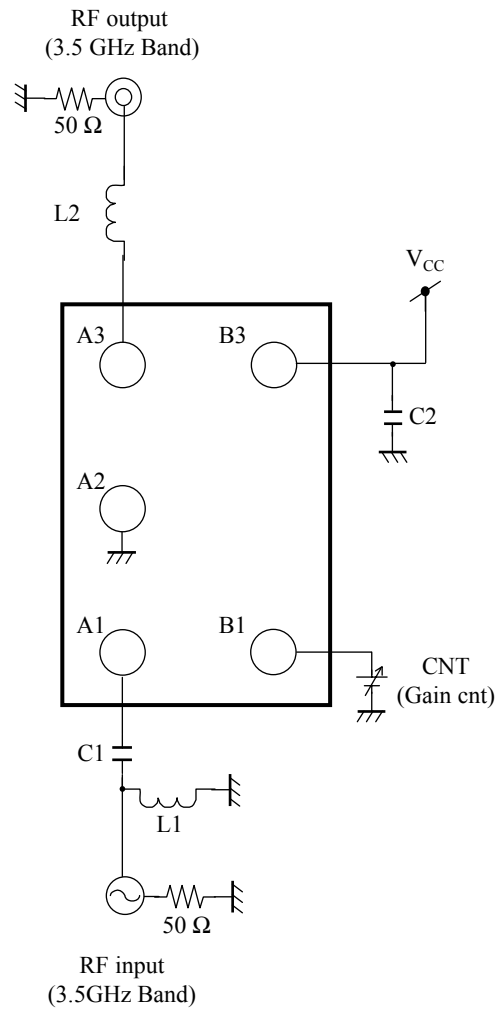 RF output
(3.5 GHz Band)
50 Ω
L2
V_CC
A3
B3
C2
A2
A1
B1
CNT
(Gain cnt)
C1
L1
50 Ω
RF input
(3.5GHz Band)